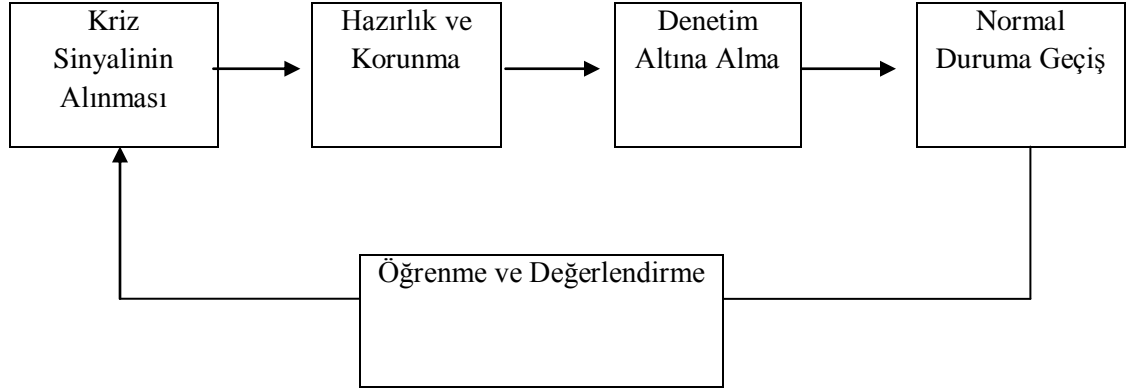 Kriz
Sinyalinin
Alınması
Hazırlık ve
Korunma
Denetim
Altına Alma
Normal
Duruma Geçiş
Öğrenme ve Değerlendirme